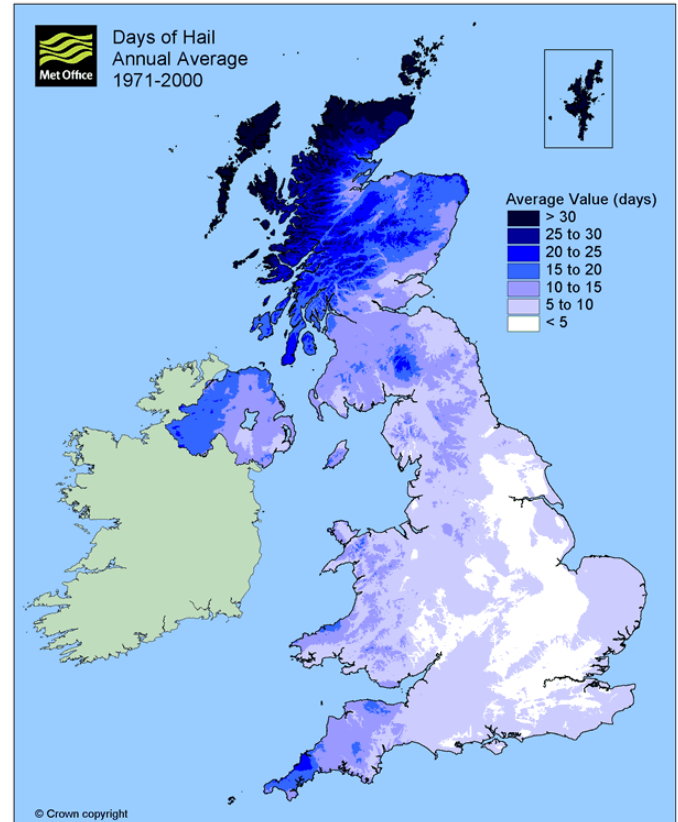 Met Office
Days of Hail
Annual Average
1971-2000
Average Value (days)
> 30
25 to 30
20 to 25
15 to 20
10 to 15
5 to 10
< 5
© Crown copyright